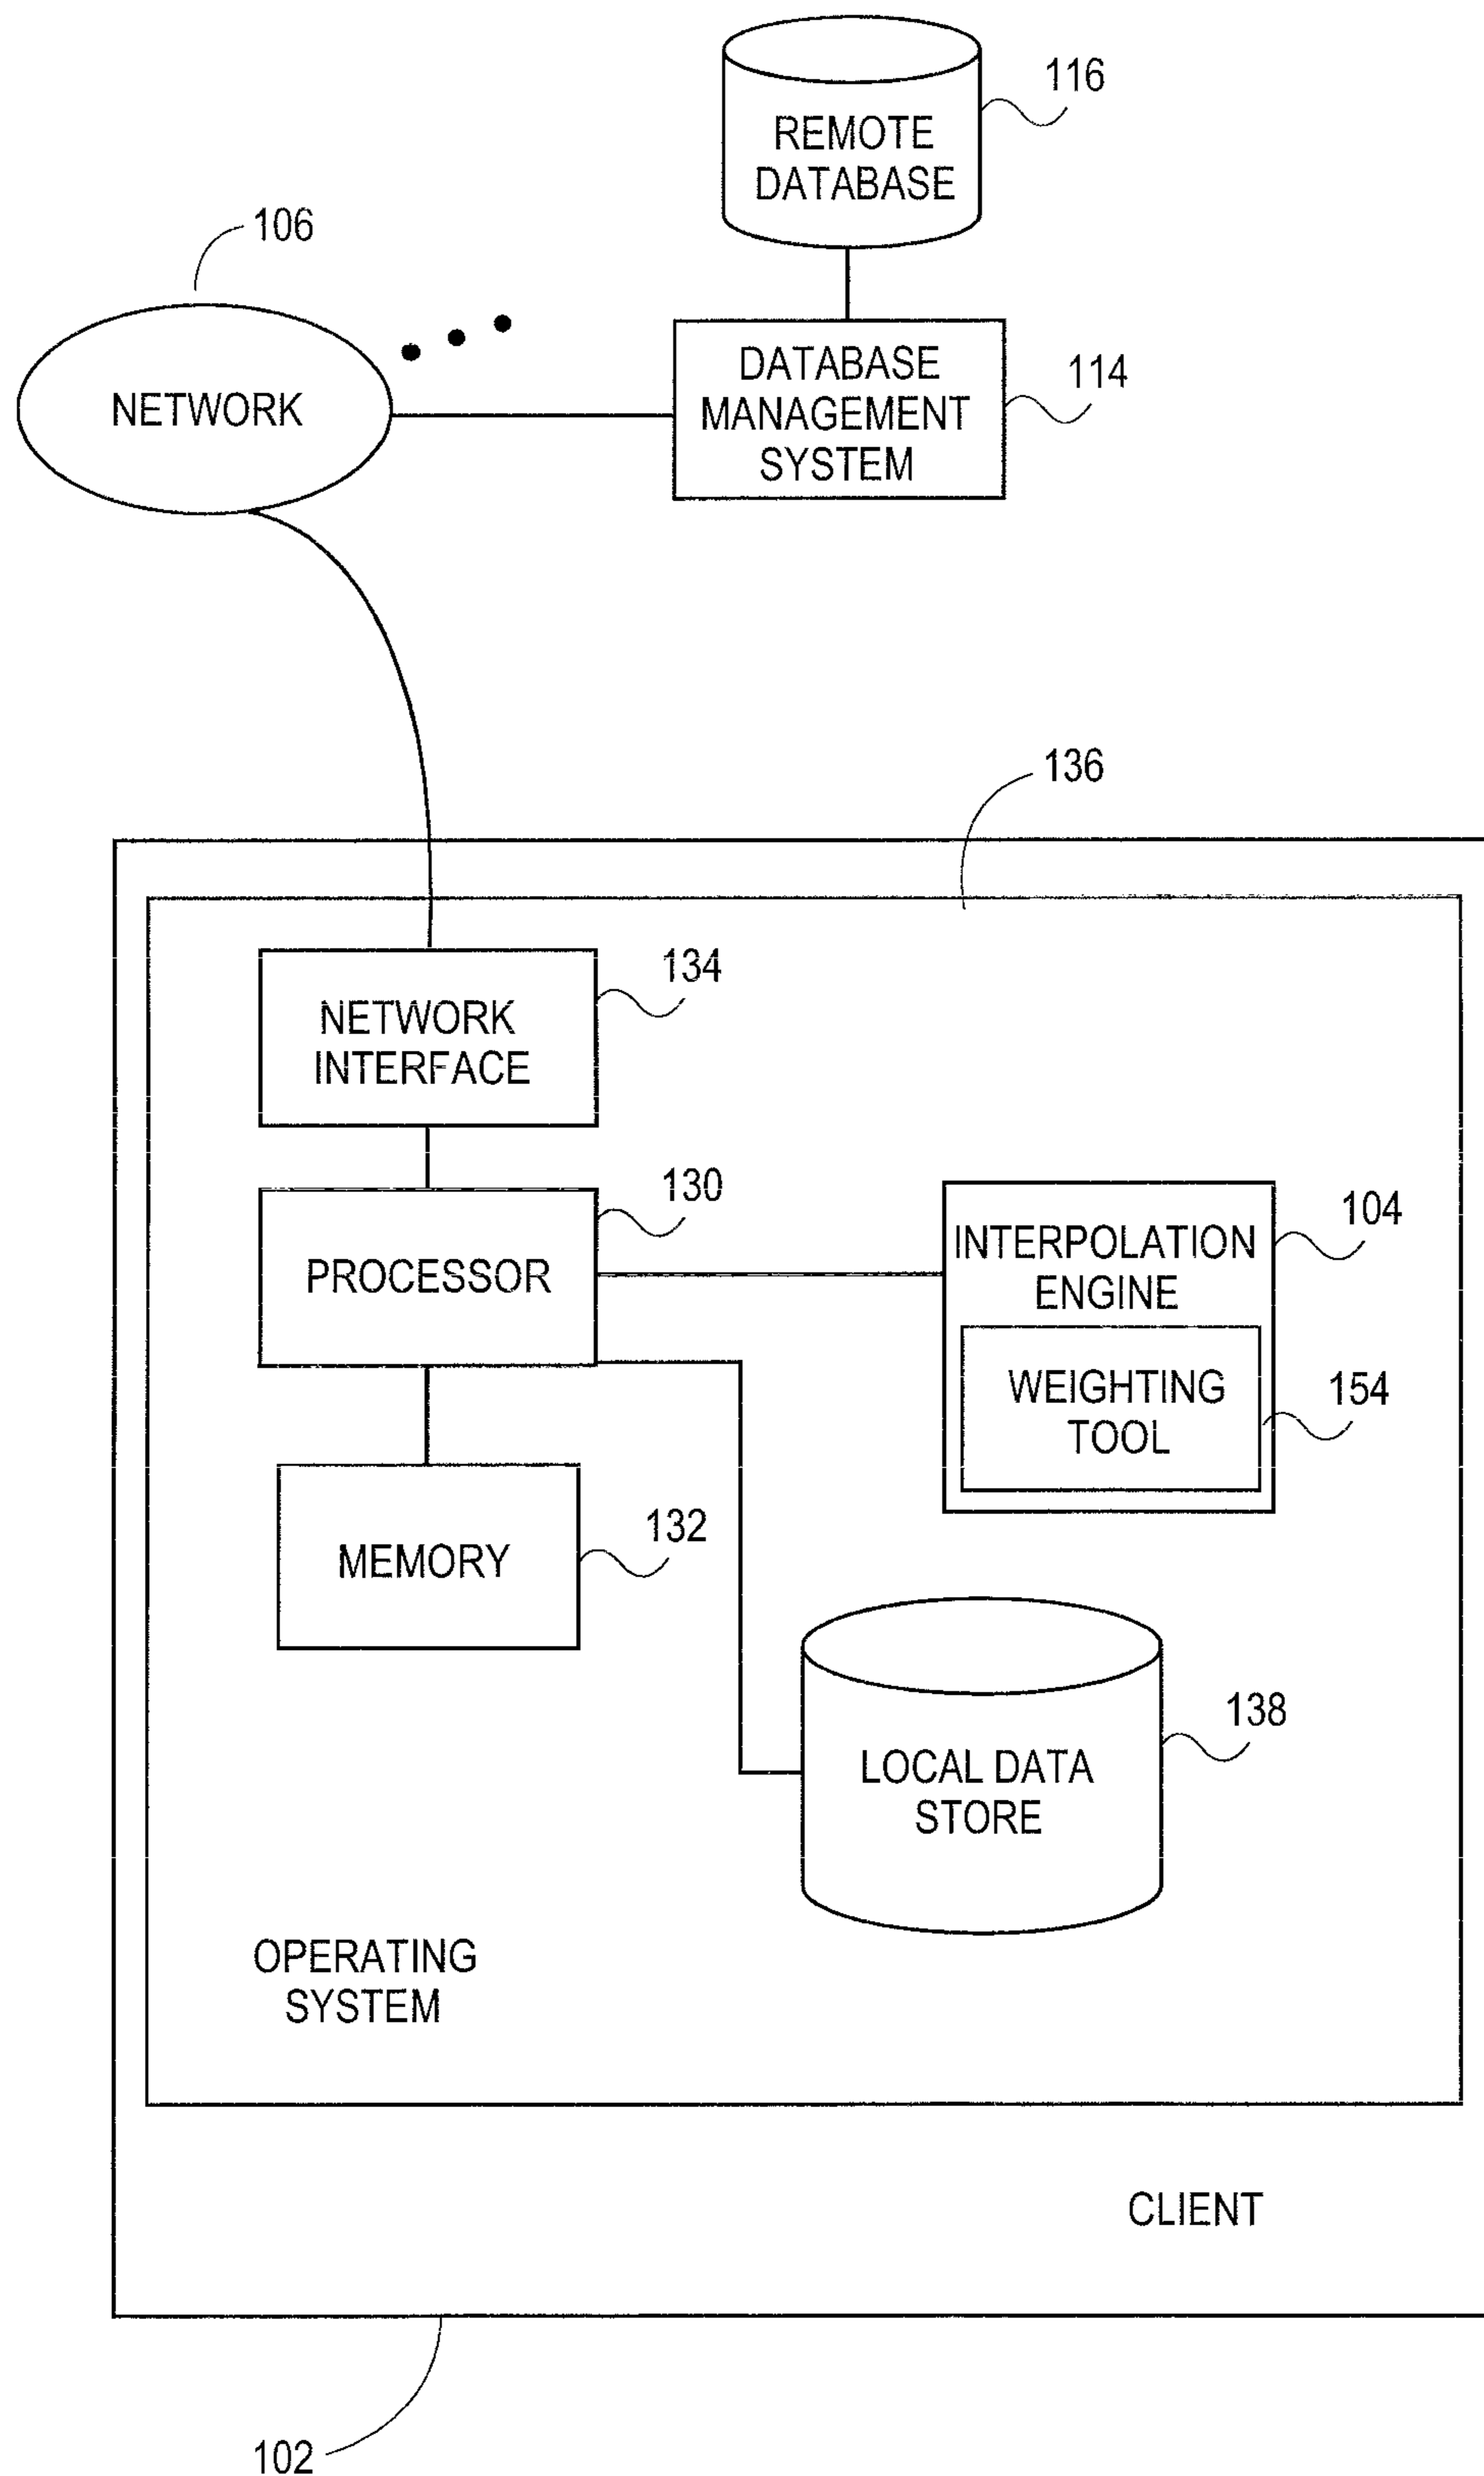 116
REMOTE
DATABASE
106
NETWORK
DATABASE
MANAGEMENT
SYSTEM
114
136
134
NETWORK
INTERFACE
130
PROCESSOR
104
INTERPOLATION
ENGINE
WEIGHTING
TOOL
154
132
MEMORY
138
LOCAL DATA
STORE
OPERATING
SYSTEM
CLIENT
102